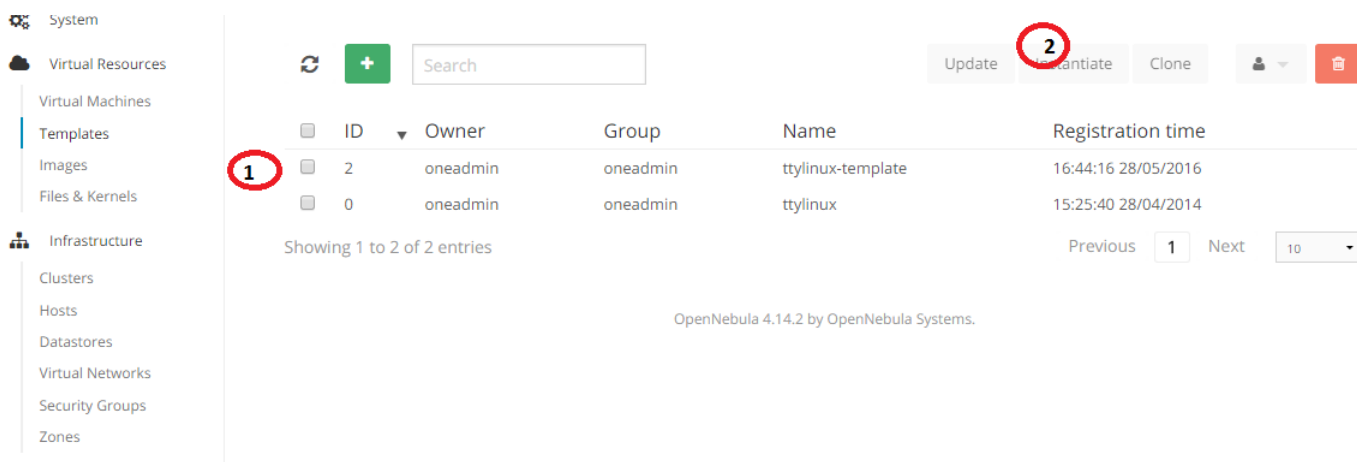 System
Virtual Resources
Virtual Machines
Templates
Images
Files & Kernels
Infrastructure
Clusters
Hosts
Datastores
Virtual Networks
Security Groups
Zones
+ Search Update Instantiate Clone
2
ID Owner Group Name Registration time
1
2 oneadmin oneadmin ttylinux-template 16:44:16 28/05/2016
0 oneadmin oneadmin ttylinux 15:25:40 28/04/2014
Showing 1 to 2 of 2 entries Previous 1 Next 10
OpenNebula 4.14.2 by OpenNebula Systems.